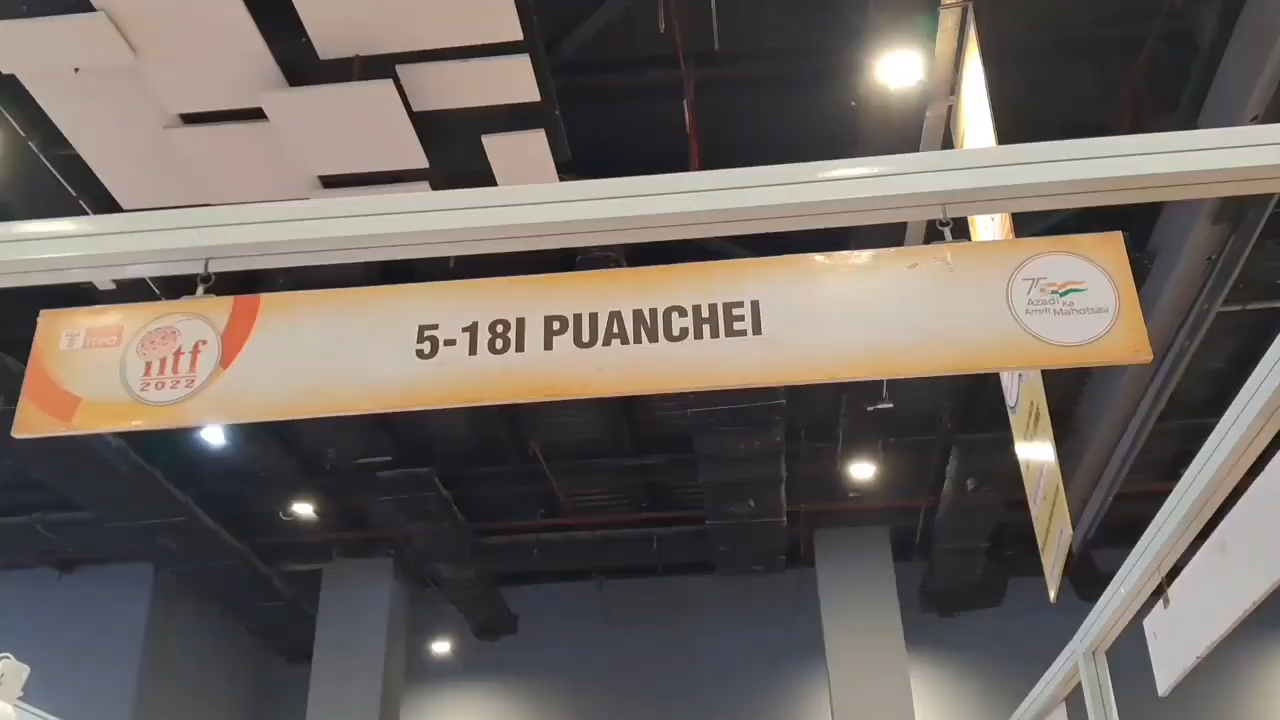 ITPO
iitf
2022
5-18I PUANCHEI
75
Azadi Ka
Amrit Mahotsav